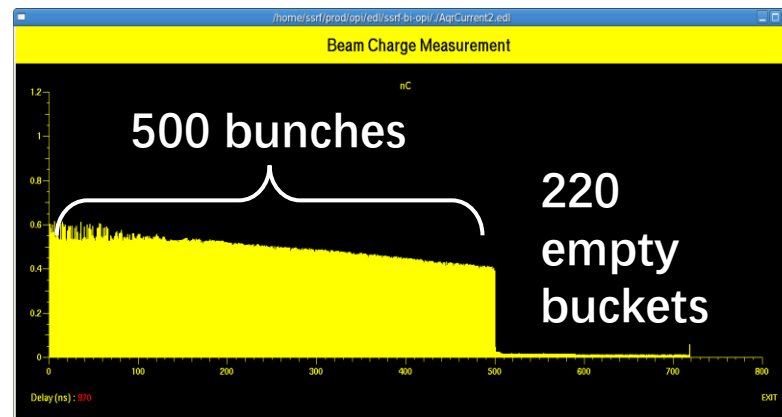 /home/ssrf/prod/opi/edl/ssrf-bi-opi/./AqrCurrent2.edl
Beam Charge Measurement
nC
1.2
1
0.8
0.6
0.4
0.2
0
500 bunches
220
empty
buckets
0 100 200 300 400 500 600 700 800
Delay (ns) : 970
EXIT